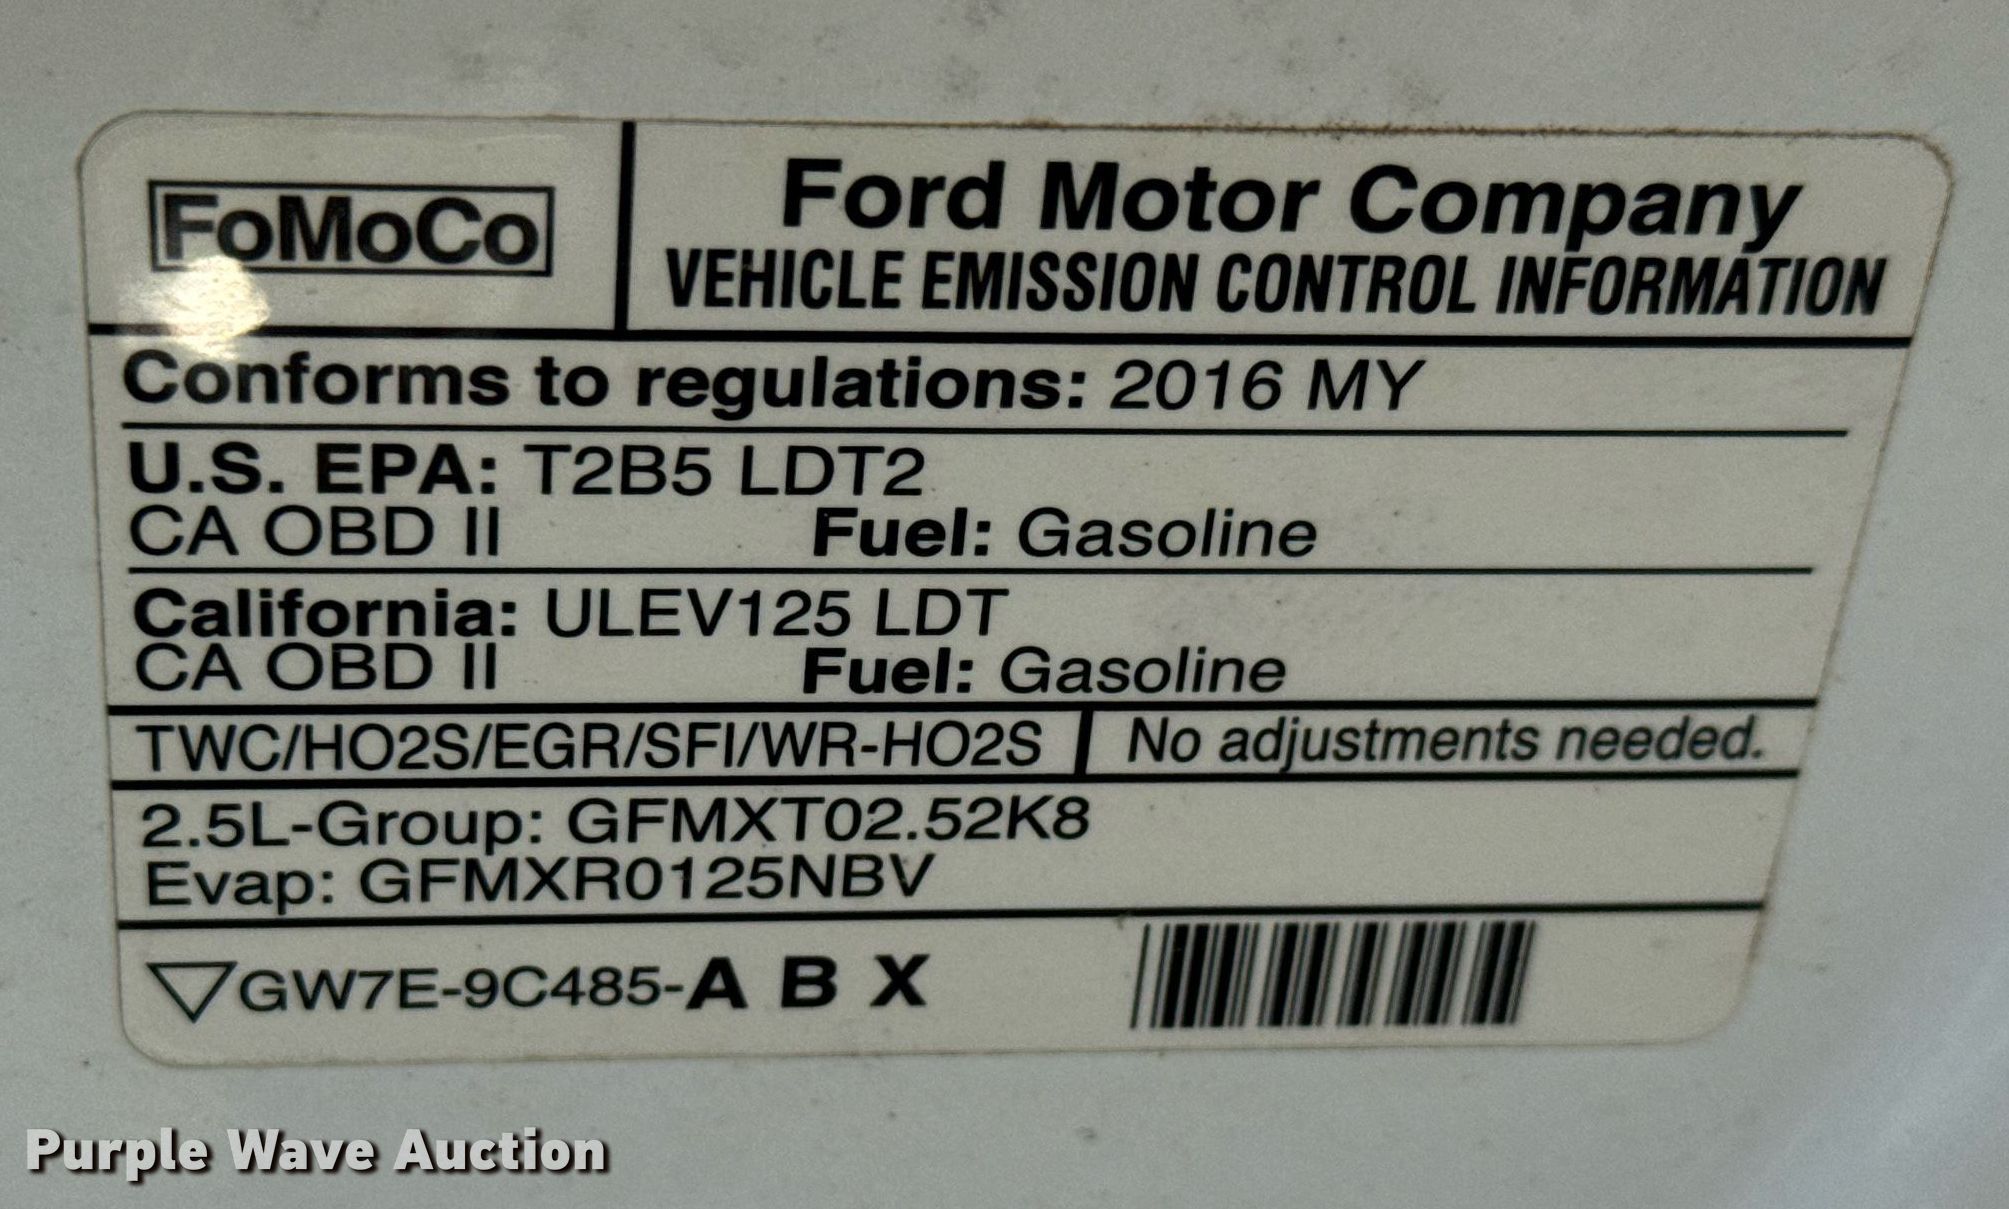 FoMoCo
Ford Motor Company
VEHICLE EMISSION CONTROL INFORMATION
Conforms to regulations: 2016 MY
U.S. EPA: T2B5 LDT2
CA OBD II Fuel: Gasoline
California: ULEV125 LDT
CA OBD II Fuel: Gasoline
TWC/HO2S/EGR/SFI/WR-HO2S No adjustments needed.
2.5L-Group: GFMXT02.52K8
Evap: GFMXR0125NBV
GW7E-9C485-A B X
Purple Wave Auction